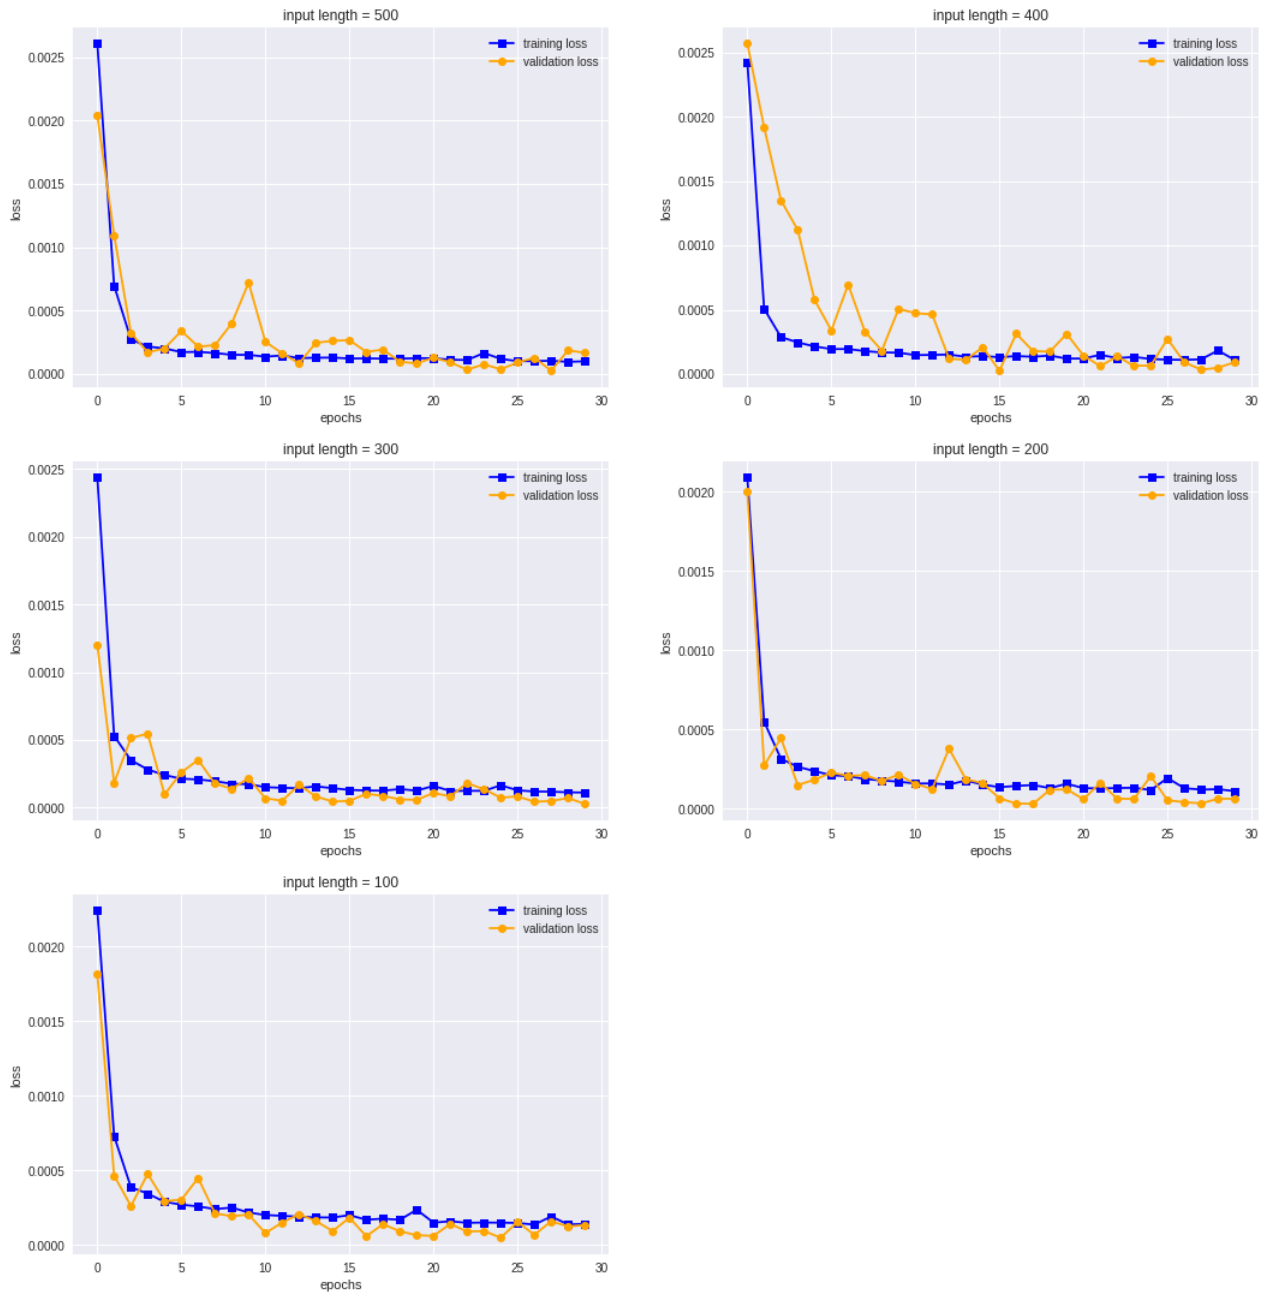 input length = 500
training loss
validation loss
0.0025
0.0020
0.0015
0.0010
0.0005
0.0000
loss
0 5 10 15 20 25 30
epochs
input length = 400
training loss
validation loss
0.0025
0.0020
0.0015
0.0010
0.0005
0.0000
loss
0 5 10 15 20 25 30
epochs
input length = 300
training loss
validation loss
0.0025
0.0020
0.0015
0.0010
0.0005
0.0000
loss
0 5 10 15 20 25 30
epochs
input length = 200
training loss
validation loss
0.0020
0.0015
0.0010
0.0005
0.0000
loss
0 5 10 15 20 25 30
epochs
input length = 100
training loss
validation loss
0.0020
0.0015
0.0010
0.0005
0.0000
loss
0 5 10 15 20 25 30
epochs